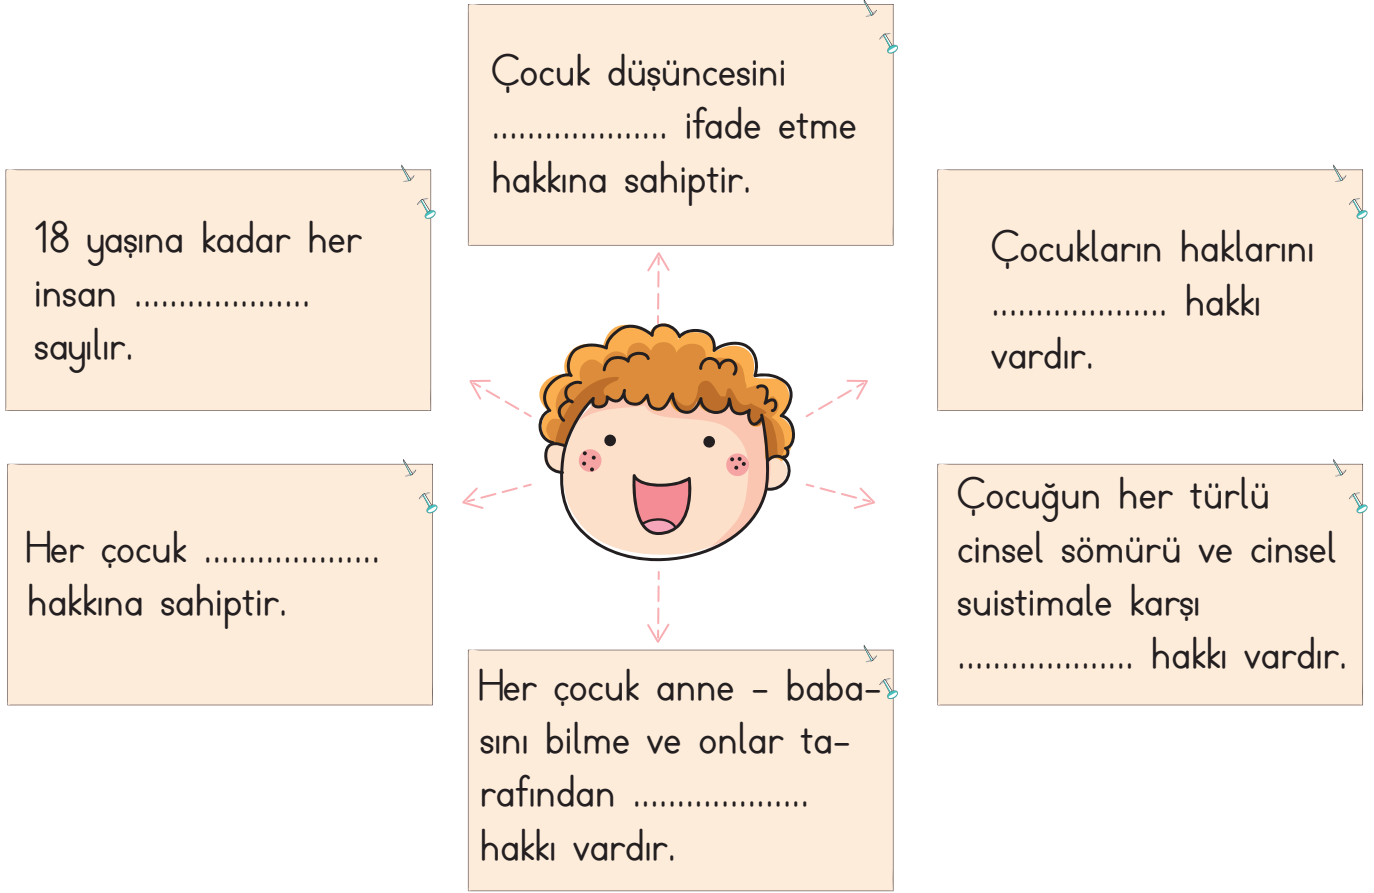 Çocuk düşüncesini
.................... ifade etme
hakkına sahiptir.
18 yaşına kadar her
insan ....................
sayılır.
Çocukların haklarını
.................... hakkı
vardır.
Her çocuk ....................
hakkına sahiptir.
Çocuğun her türlü
cinsel sömürü ve cinsel
suistimale karşı
.................... hakkı vardır.
Her çocuk anne - baba-
sını bilme ve onlar ta-
rafından ....................
hakkı vardır.